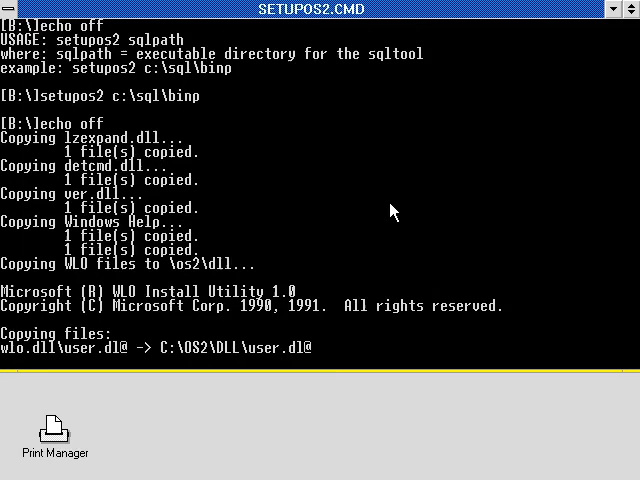 SETUPOS2.CMD
[B:\]echo off
USAGE: setupos2 sqlpath
where: sqlpath = executable directory for the sqltool
example: setupos2 c:\sql\binp
[B:\]setupos2 c:\sql\binp
[B:\]echo off
Copying lzexpand.dll...
1 file(s) copied.
Copying detcmd.dll...
1 file(s) copied.
Copying ver.dll...
1 file(s) copied.
Copying Windows Help...
1 file(s) copied.
1 file(s) copied.
Copying WLO files to \os2\dll...
Microsoft (R) WLO Install Utility 1.0
Copyright (C) Microsoft Corp. 1990, 1991.  All rights reserved.
Copying files:
wlo.dll\user.dl@ -> C:\OS2\DLL\user.dl@
Print Manager